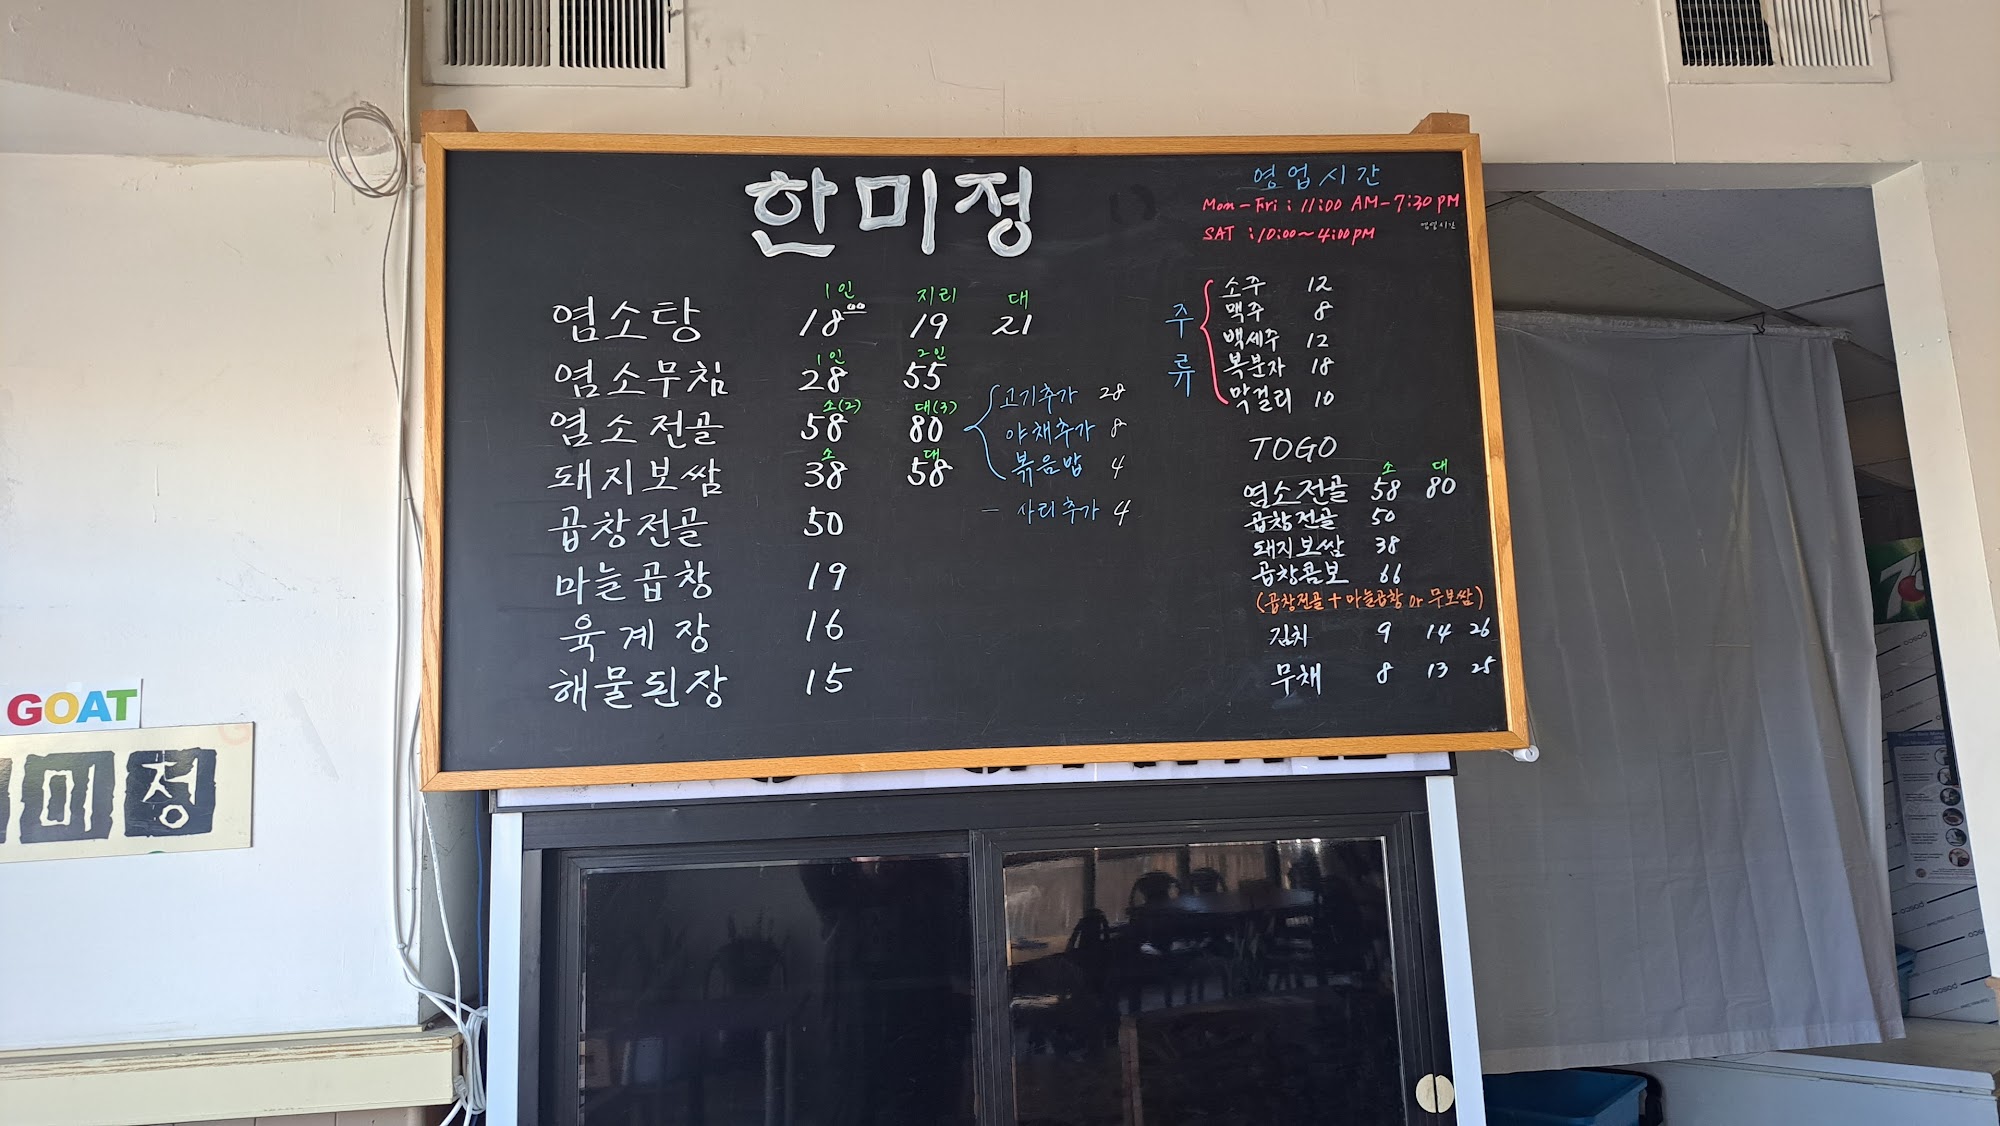 한미정
영업시간
Mon-Fri : 11:00 AM-7:30 PM
SAT : 10:00~4:00PM
영업시간
1인 지리 대
염소탕 18.00 19 21
1인 2인
염소무침 28 55
소(2) 대(3)
염소전골 58 80
소 대
돼지보쌈 38 58
곱창전골 50
마늘곱창 19
육계장 16
해물된장 15
고기추가 28
야채추가 8
볶음밥 4
- 사리추가 4
주류
소주 12
맥주 8
백세주 12
복분자 18
막걸리 10
TOGO
소 대
염소전골 58 80
곱창전골 50
돼지보쌈 38
곱창콤보 66
(곱창전골 + 마늘곱창 or 무보쌈)
김치 9 14 26
무채 8 13 25
GOAT
미정
posco